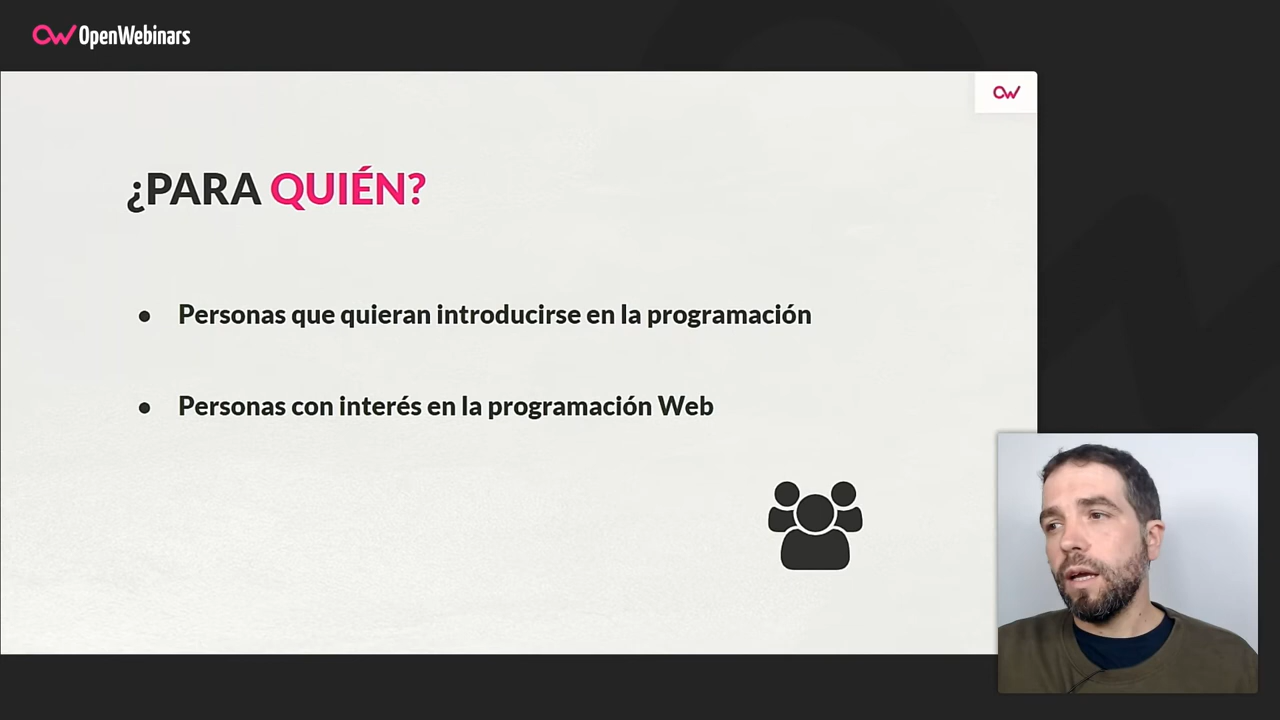 OpenWebinars
¿PARA QUIÉN?
● Personas que quieran introducirse en la programación
● Personas con interés en la programación Web